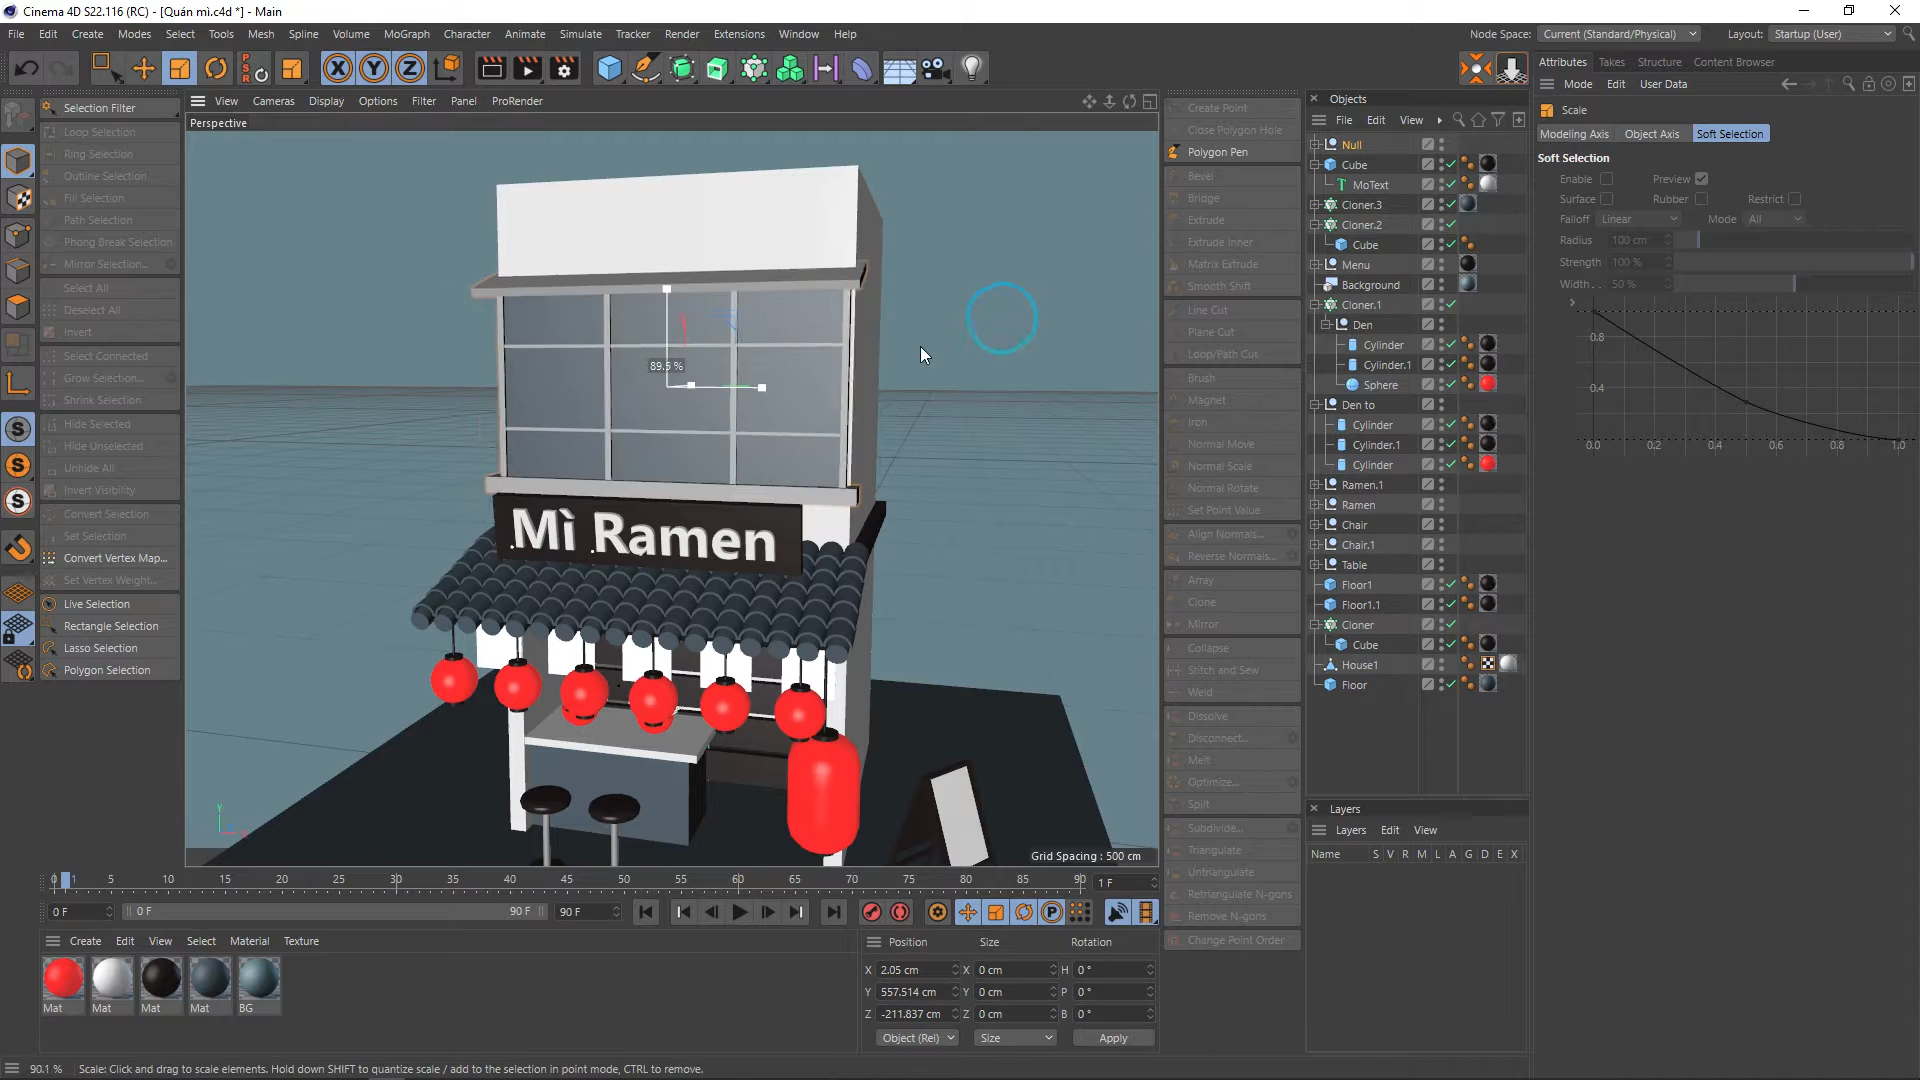 Cinema 4D S22.116 (RC) - [Quán mì.c4d *] - Main
File Edit Create Modes Select Tools Mesh Spline Volume MoGraph Character Animate Simulate Tracker Render Extensions Window Help Node Space: Current (Standard/Physical) Layout: Startup (User)
View Cameras Display Options Filter Panel ProRender
Perspective
Selection Filter
Loop Selection
Ring Selection
Outline Selection
Fill Selection
Path Selection
Phong Break Selection
Mirror Selection...
Select All
Deselect All
Invert
Select Connected
Grow Selection...
Shrink Selection
Hide Selected
Hide Unselected
Unhide All
Invert Visibility
Convert Selection
Set Selection
Convert Vertex Map...
Set Vertex Weight...
Live Selection
Rectangle Selection
Lasso Selection
Polygon Selection
89.5 %
Mì Ramen
Grid Spacing : 500 cm
Create Point
Close Polygon Hole
Polygon Pen
Bevel
Bridge
Extrude
Extrude Inner
Matrix Extrude
Smooth Shift
Line Cut
Plane Cut
Loop/Path Cut
Brush
Magnet
Iron
Normal Move
Normal Scale
Normal Rotate
Set Point Value
Align Normals...
Reverse Normals...
Array
Clone
Mirror
Collapse
Stitch and Sew
Weld
Dissolve
Disconnect...
Melt
Optimize...
Split
Subdivide...
Triangulate
Untriangulate
Retriangulate N-gons
Remove N-gons
Change Point Order
Objects
File Edit View
Null
Cube
MoText
Cloner.3
Cloner.2
Cube
Menu
Background
Cloner.1
Den
Cylinder
Cylinder.1
Sphere
Den to
Cylinder
Cylinder.1
Cylinder
Ramen.1
Ramen
Chair
Chair.1
Table
Floor1
Floor1.1
Cloner
Cube
House1
Floor
Layers
Layers Edit View
Name S V R M L A G D E X
Attributes Takes Structure Content Browser
Mode Edit User Data
Scale
Modeling Axis Object Axis Soft Selection
Soft Selection
Enable Preview
Surface Rubber Restrict
Falloff Linear Mode All
Radius 100 cm
Strength 100 %
Width . . 50 %
0.8
0.4
0.0 0.2 0.4 0.6 0.8 1.0
0 1 5 10 15 20 25 30 35 40 45 50 55 60 65 70 75 80 85 90 1 F
0 F 0 F 90 F 90 F
Create Edit View Select Material Texture
Mat Mat Mat Mat BG
Position Size Rotation
X 2.05 cm X 0 cm H 0 °
Y 557.514 cm Y 0 cm P 0 °
Z -211.837 cm Z 0 cm B 0 °
Object (Rel) Size Apply
90.1 % Scale: Click and drag to scale elements. Hold down SHIFT to quantize scale / add to the selection in point mode, CTRL to remove.